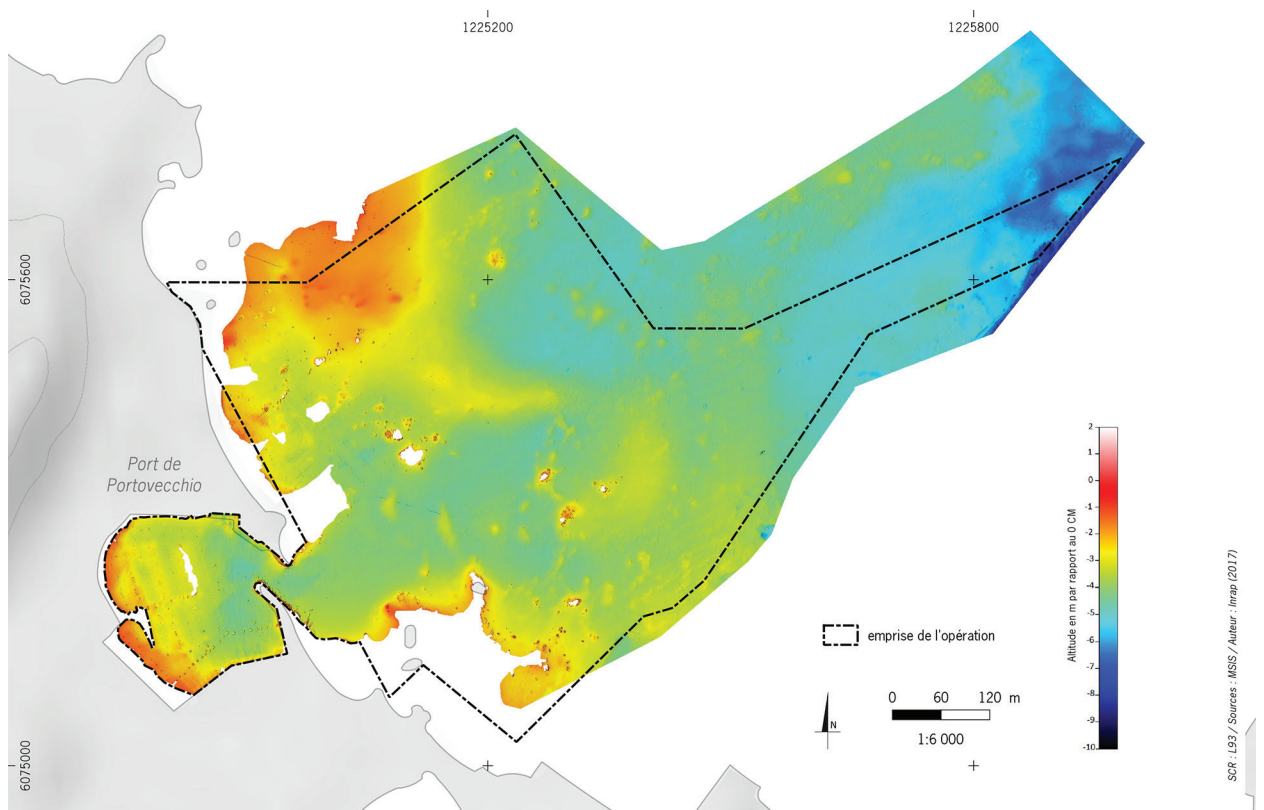 1225200
1225800
6075600
6075000
Port de
Portovecchio
2
1
0
-1
-2
-3
-4
-5
-6
-7
-8
-9
-10
Altitude en m par rapport au 0 CM
emprise de l'opération
N
0 60 120 m
1:6 000
SCR : L93 / Sources : MSIS / Auteur : Inrap (2017)